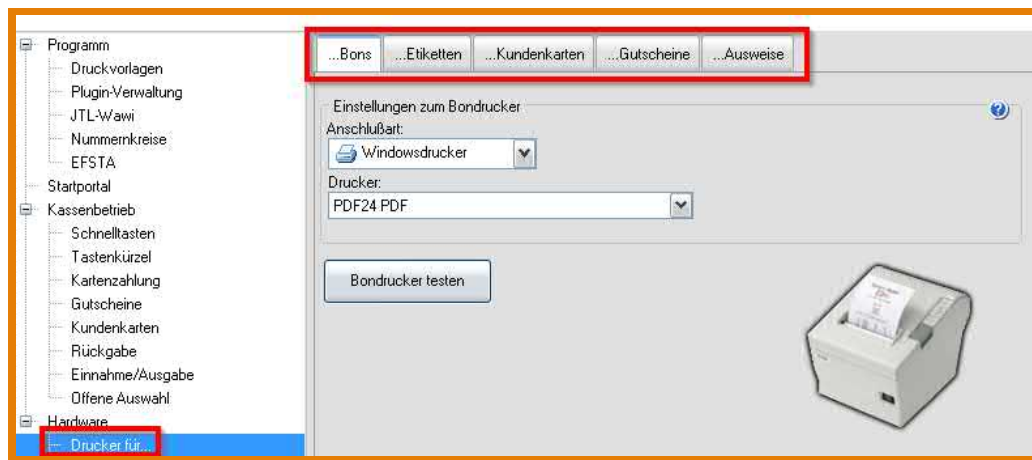 Programm
Druckvorlagen
Plugin-Verwaltung
JTL-Wawi
Nummernkreise
EFSTA
Startportal
Kassenbetrieb
Schnelltasten
Tastenkürzel
Kartenzahlung
Gutscheine
Kundenkarten
Rückgabe
Einnahme/Ausgabe
Offene Auswahl
Hardware
Drucker für...
...Bons ...Etiketten ...Kundenkarten ...Gutscheine ...Ausweise
Einstellungen zum Bondrucker
Anschlußart:
Windowsdrucker
Drucker:
PDF24 PDF
Bondrucker testen